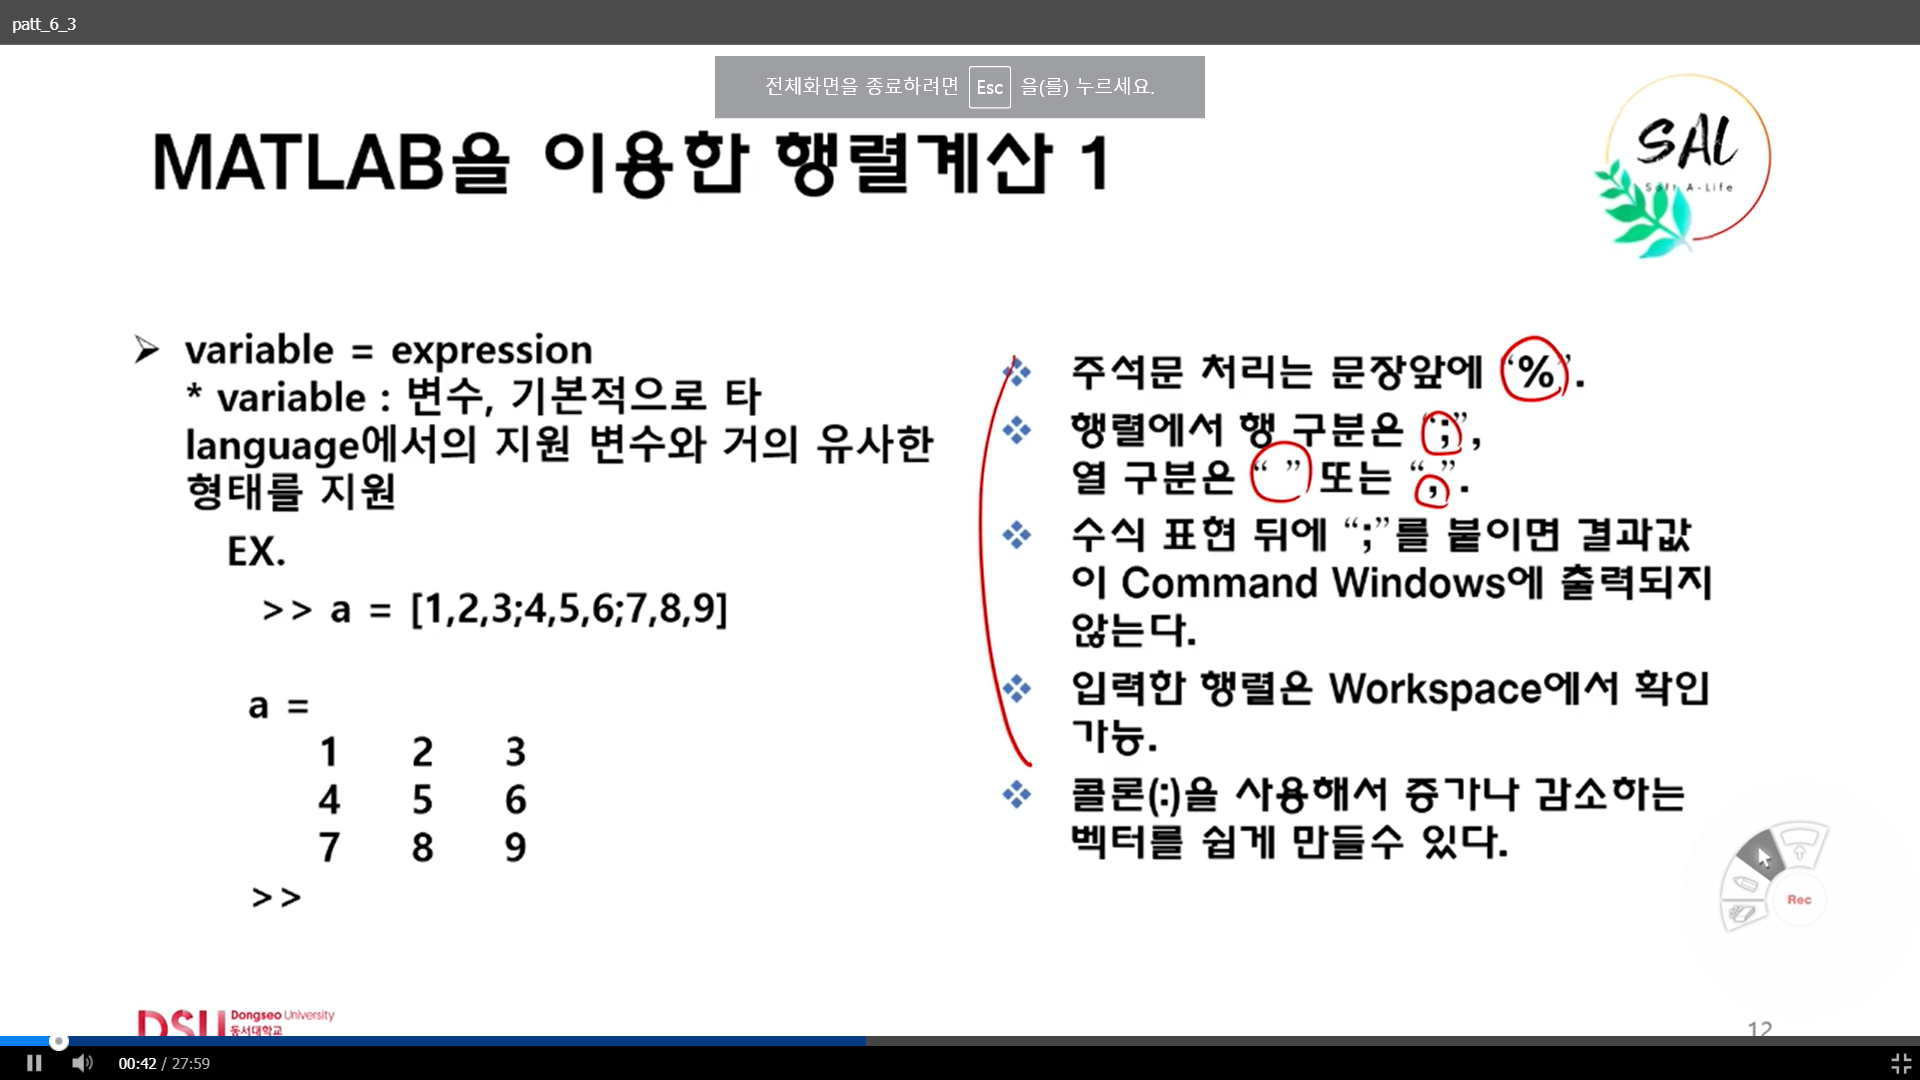 patt_6_3
전체화면을 종료하려면 Esc 을(를) 누르세요.
MATLAB을 이용한 행렬계산 1
SAL
Soft A-Life
variable = expression
* variable : 변수, 기본적으로 타
language에서의 지원 변수와 거의 유사한
형태를 지원
EX.
>> a = [1,2,3;4,5,6;7,8,9]
a =
1 2 3
4 5 6
7 8 9
>>
주석문 처리는 문장앞에 “%”.
행렬에서 행 구분은 “;”,
열 구분은 “ ” 또는 “,”.
수식 표현 뒤에 “;”를 붙이면 결과값
이 Command Windows에 출력되지
않는다.
입력한 행렬은 Workspace에서 확인
가능.
콜론(:)을 사용해서 증가나 감소하는
벡터를 쉽게 만들수 있다.
Rec
DSU Dongseo University
동서대학교
12
00:42 / 27:59